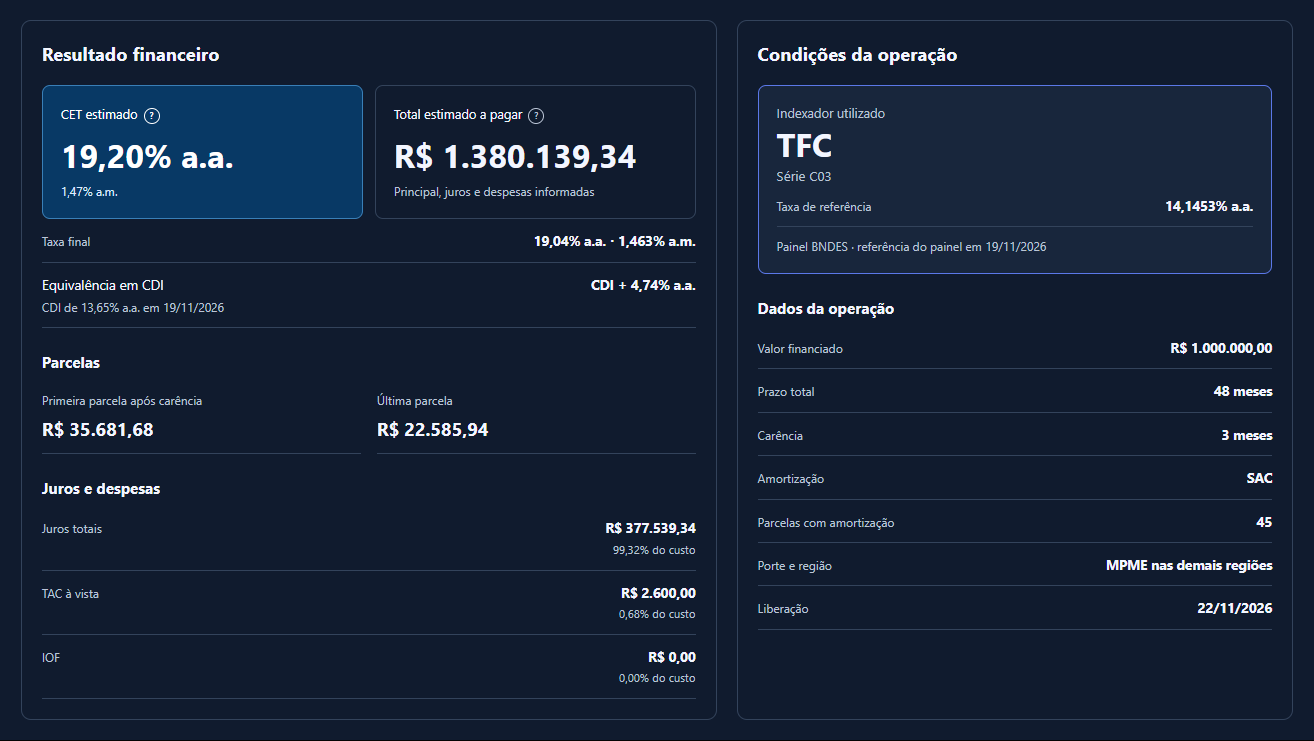 Resultado financeiro
CET estimado ?
19,20% a.a.
1,47% a.m.
Total estimado a pagar ?
R$ 1.380.139,34
Principal, juros e despesas informadas
Taxa final
19,04% a.a. · 1,463% a.m.
Equivalência em CDI
CDI + 4,74% a.a.
CDI de 13,65% a.a. em 19/11/2026
Parcelas
Primeira parcela após carência
R$ 35.681,68
Última parcela
R$ 22.585,94
Juros e despesas
Juros totais
R$ 377.539,34
99,32% do custo
TAC à vista
R$ 2.600,00
0,68% do custo
IOF
R$ 0,00
0,00% do custo
Condições da operação
Indexador utilizado
TFC
Série C03
Taxa de referência
14,1453% a.a.
Painel BNDES · referência do painel em 19/11/2026
Dados da operação
Valor financiado
R$ 1.000.000,00
Prazo total
48 meses
Carência
3 meses
Amortização
SAC
Parcelas com amortização
45
Porte e região
MPME nas demais regiões
Liberação
22/11/2026